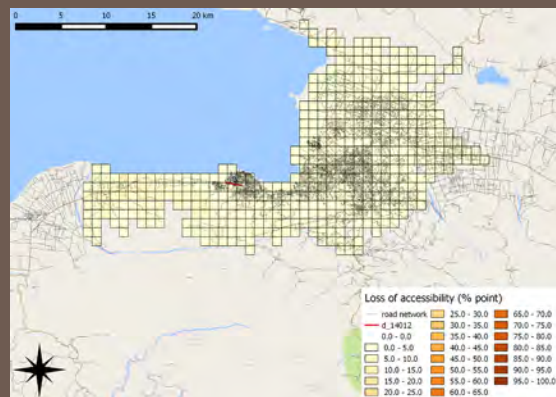 0 5 10 15 20 km
Loss of accessibility (% point)
road network
d_14012
0.0 - 0.0
0.0 - 5.0
5.0 - 10.0
10.0 - 15.0
15.0 - 20.0
20.0 - 25.0
25.0 - 30.0
30.0 - 35.0
35.0 - 40.0
40.0 - 45.0
45.0 - 50.0
50.0 - 55.0
55.0 - 60.0
60.0 - 65.0
65.0 - 70.0
70.0 - 75.0
75.0 - 80.0
80.0 - 85.0
85.0 - 90.0
90.0 - 95.0
95.0 - 100.0